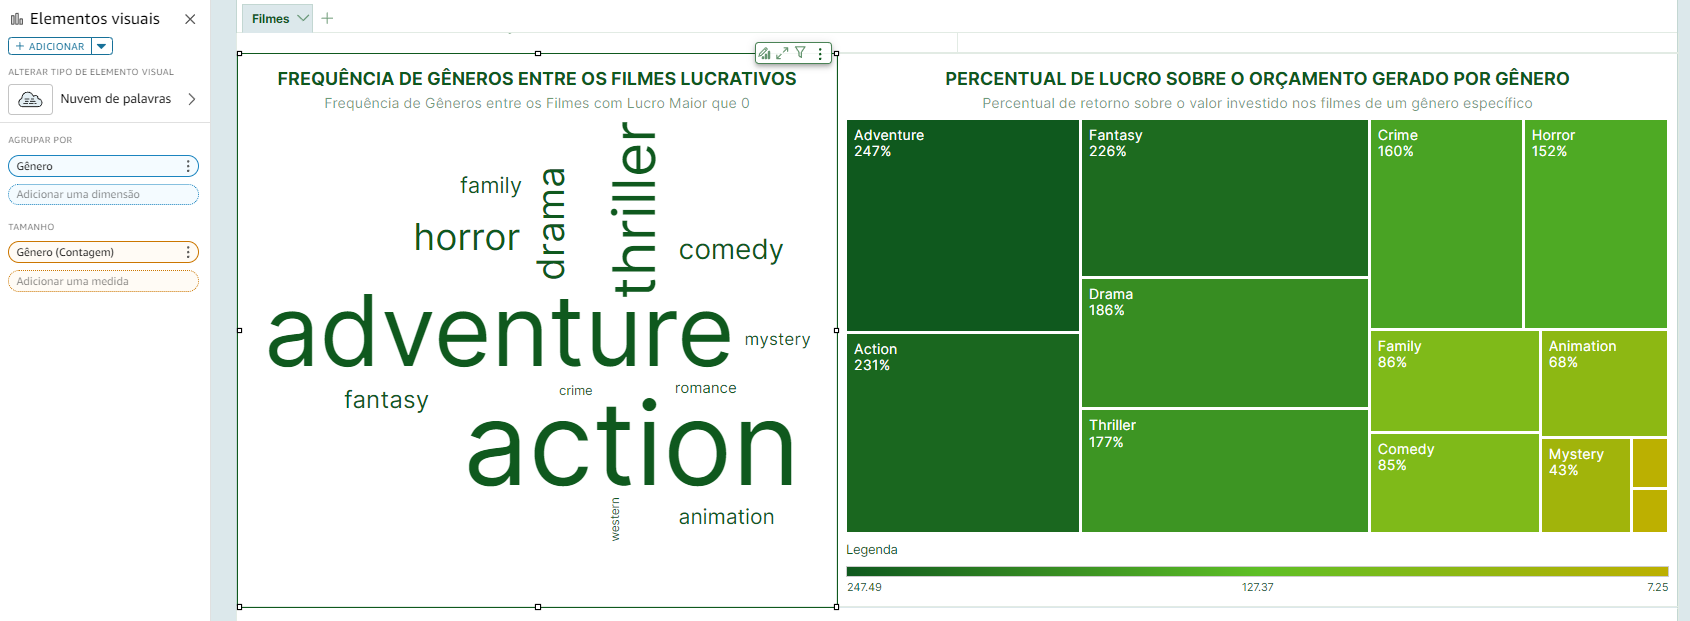 Elementos visuais
ADICIONAR
ALTERAR TIPO DE ELEMENTO VISUAL
Nuvem de palavras
AGRUPAR POR
Gênero
Adicionar uma dimensão
TAMANHO
Gênero (Contagem)
Adicionar uma medida
Filmes
FREQUÊNCIA DE GÊNEROS ENTRE OS FILMES LUCRATIVOS
Frequência de Gêneros entre os Filmes com Lucro Maior que 0
thriller
drama
family
horror
comedy
adventure
mystery
crime
romance
fantasy
action
western
animation
PERCENTUAL DE LUCRO SOBRE O ORÇAMENTO GERADO POR GÊNERO
Percentual de retorno sobre o valor investido nos filmes de um gênero específico
Adventure
247%
Action
231%
Fantasy
226%
Drama
186%
Thriller
177%
Crime
160%
Horror
152%
Family
86%
Comedy
85%
Animation
68%
Mystery
43%
Legenda
247.49
127.37
7.25